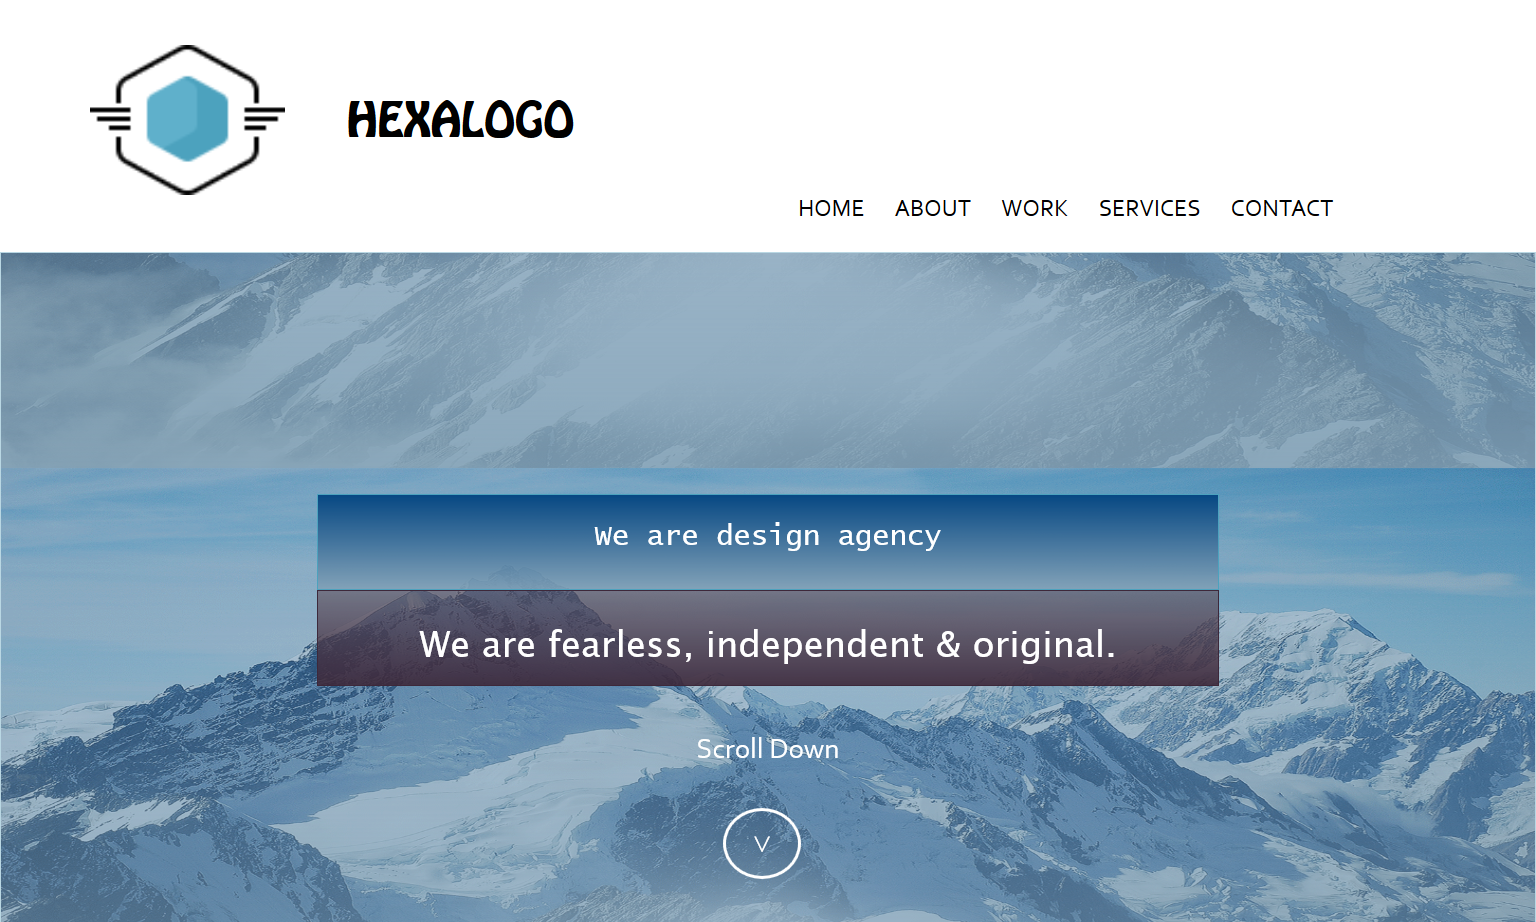 HEXALOGO
HOME ABOUT WORK SERVICES CONTACT
We are design agency
We are fearless, independent & original.
Scroll Down
V